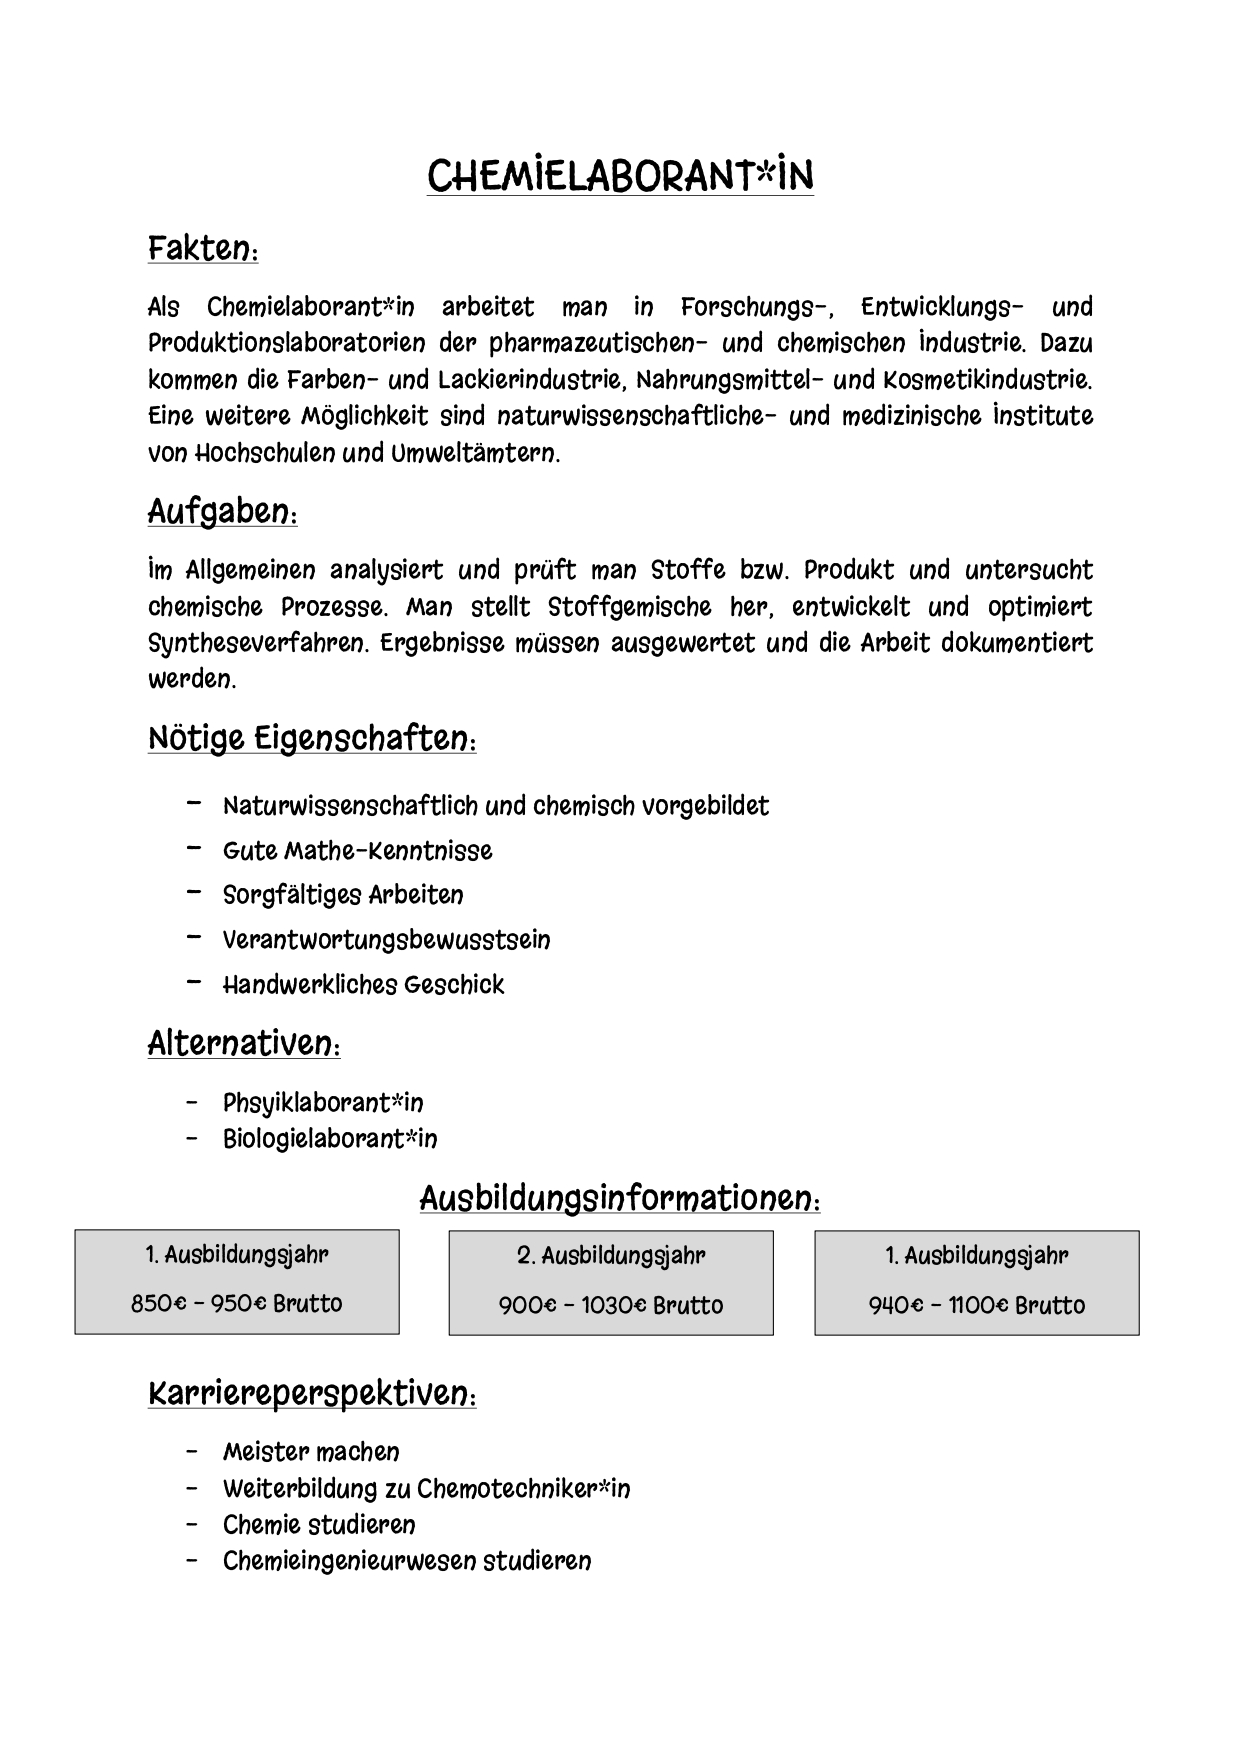 CHEMIELABORANT*IN
Fakten:
Als Chemielaborant*in arbeitet man in Forschungs-, Entwicklungs- und
Produktionslaboratorien der pharmazeutischen- und chemischen Industrie. Dazu
kommen die Farben- und Lackierindustrie, Nahrungsmittel- und Kosmetikindustrie.
Eine weitere Möglichkeit sind naturwissenschaftliche- und medizinische Institute
von Hochschulen und Umweltämtern.
Aufgaben:
Im Allgemeinen analysiert und prüft man Stoffe bzw. Produkt und untersucht
chemische Prozesse. Man stellt Stoffgemische her, entwickelt und optimiert
Syntheseverfahren. Ergebnisse müssen ausgewertet und die Arbeit dokumentiert
werden.
Nötige Eigenschaften:
- Naturwissenschaftlich und chemisch vorgebildet
- Gute Mathe-Kenntnisse
- Sorgfältiges Arbeiten
- Verantwortungsbewusstsein
- Handwerkliches Geschick
Alternativen:
- Phsyiklaborant*in
- Biologielaborant*in
Ausbildungsinformationen:
1. Ausbildungsjahr
850€ - 950€ Brutto
2. Ausbildungsjahr
900€ - 1030€ Brutto
1. Ausbildungsjahr
940€ - 1100€ Brutto
Karriereperspektiven:
- Meister machen
- Weiterbildung zu Chemotechniker*in
- Chemie studieren
- Chemieingenieurwesen studieren